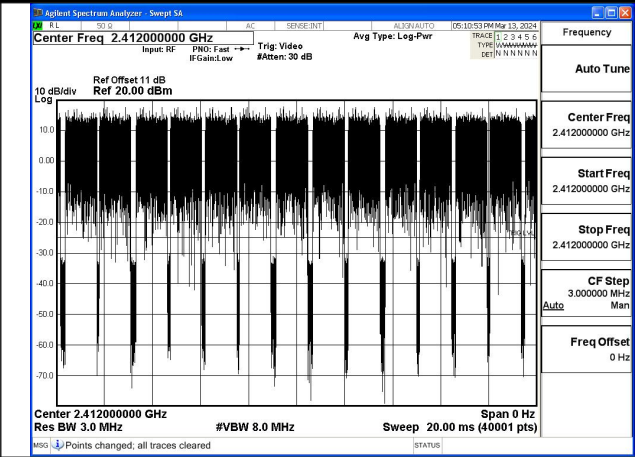 Agilent Spectrum Analyzer - Swept SA
RL 50 Ω AC SENSE:INT ALIGN AUTO 05:10:53 PM Mar 13, 2024
Center Freq 2.412000000 GHz
Input: RF PNO: Fast Trig: Video
IFGain:Low #Atten: 30 dB
Avg Type: Log-Pwr
TRACE 1 2 3 4 5 6
TYPE WWWWWW
DET N N N N N N
Ref Offset 11 dB
10 dB/div Ref 20.00 dBm
Log
10.0
0.00
-10.0
-20.0
-30.0
-40.0
-50.0
-60.0
-70.0
Center 2.412000000 GHz Span 0 Hz
Res BW 3.0 MHz #VBW 8.0 MHz Sweep 20.00 ms (40001 pts)
MSG Points changed; all traces cleared STATUS
Frequency
Auto Tune
Center Freq
2.412000000 GHz
Start Freq
2.412000000 GHz
Stop Freq
2.412000000 GHz
CF Step
3.000000 MHz
Auto Man
Freq Offset
0 Hz